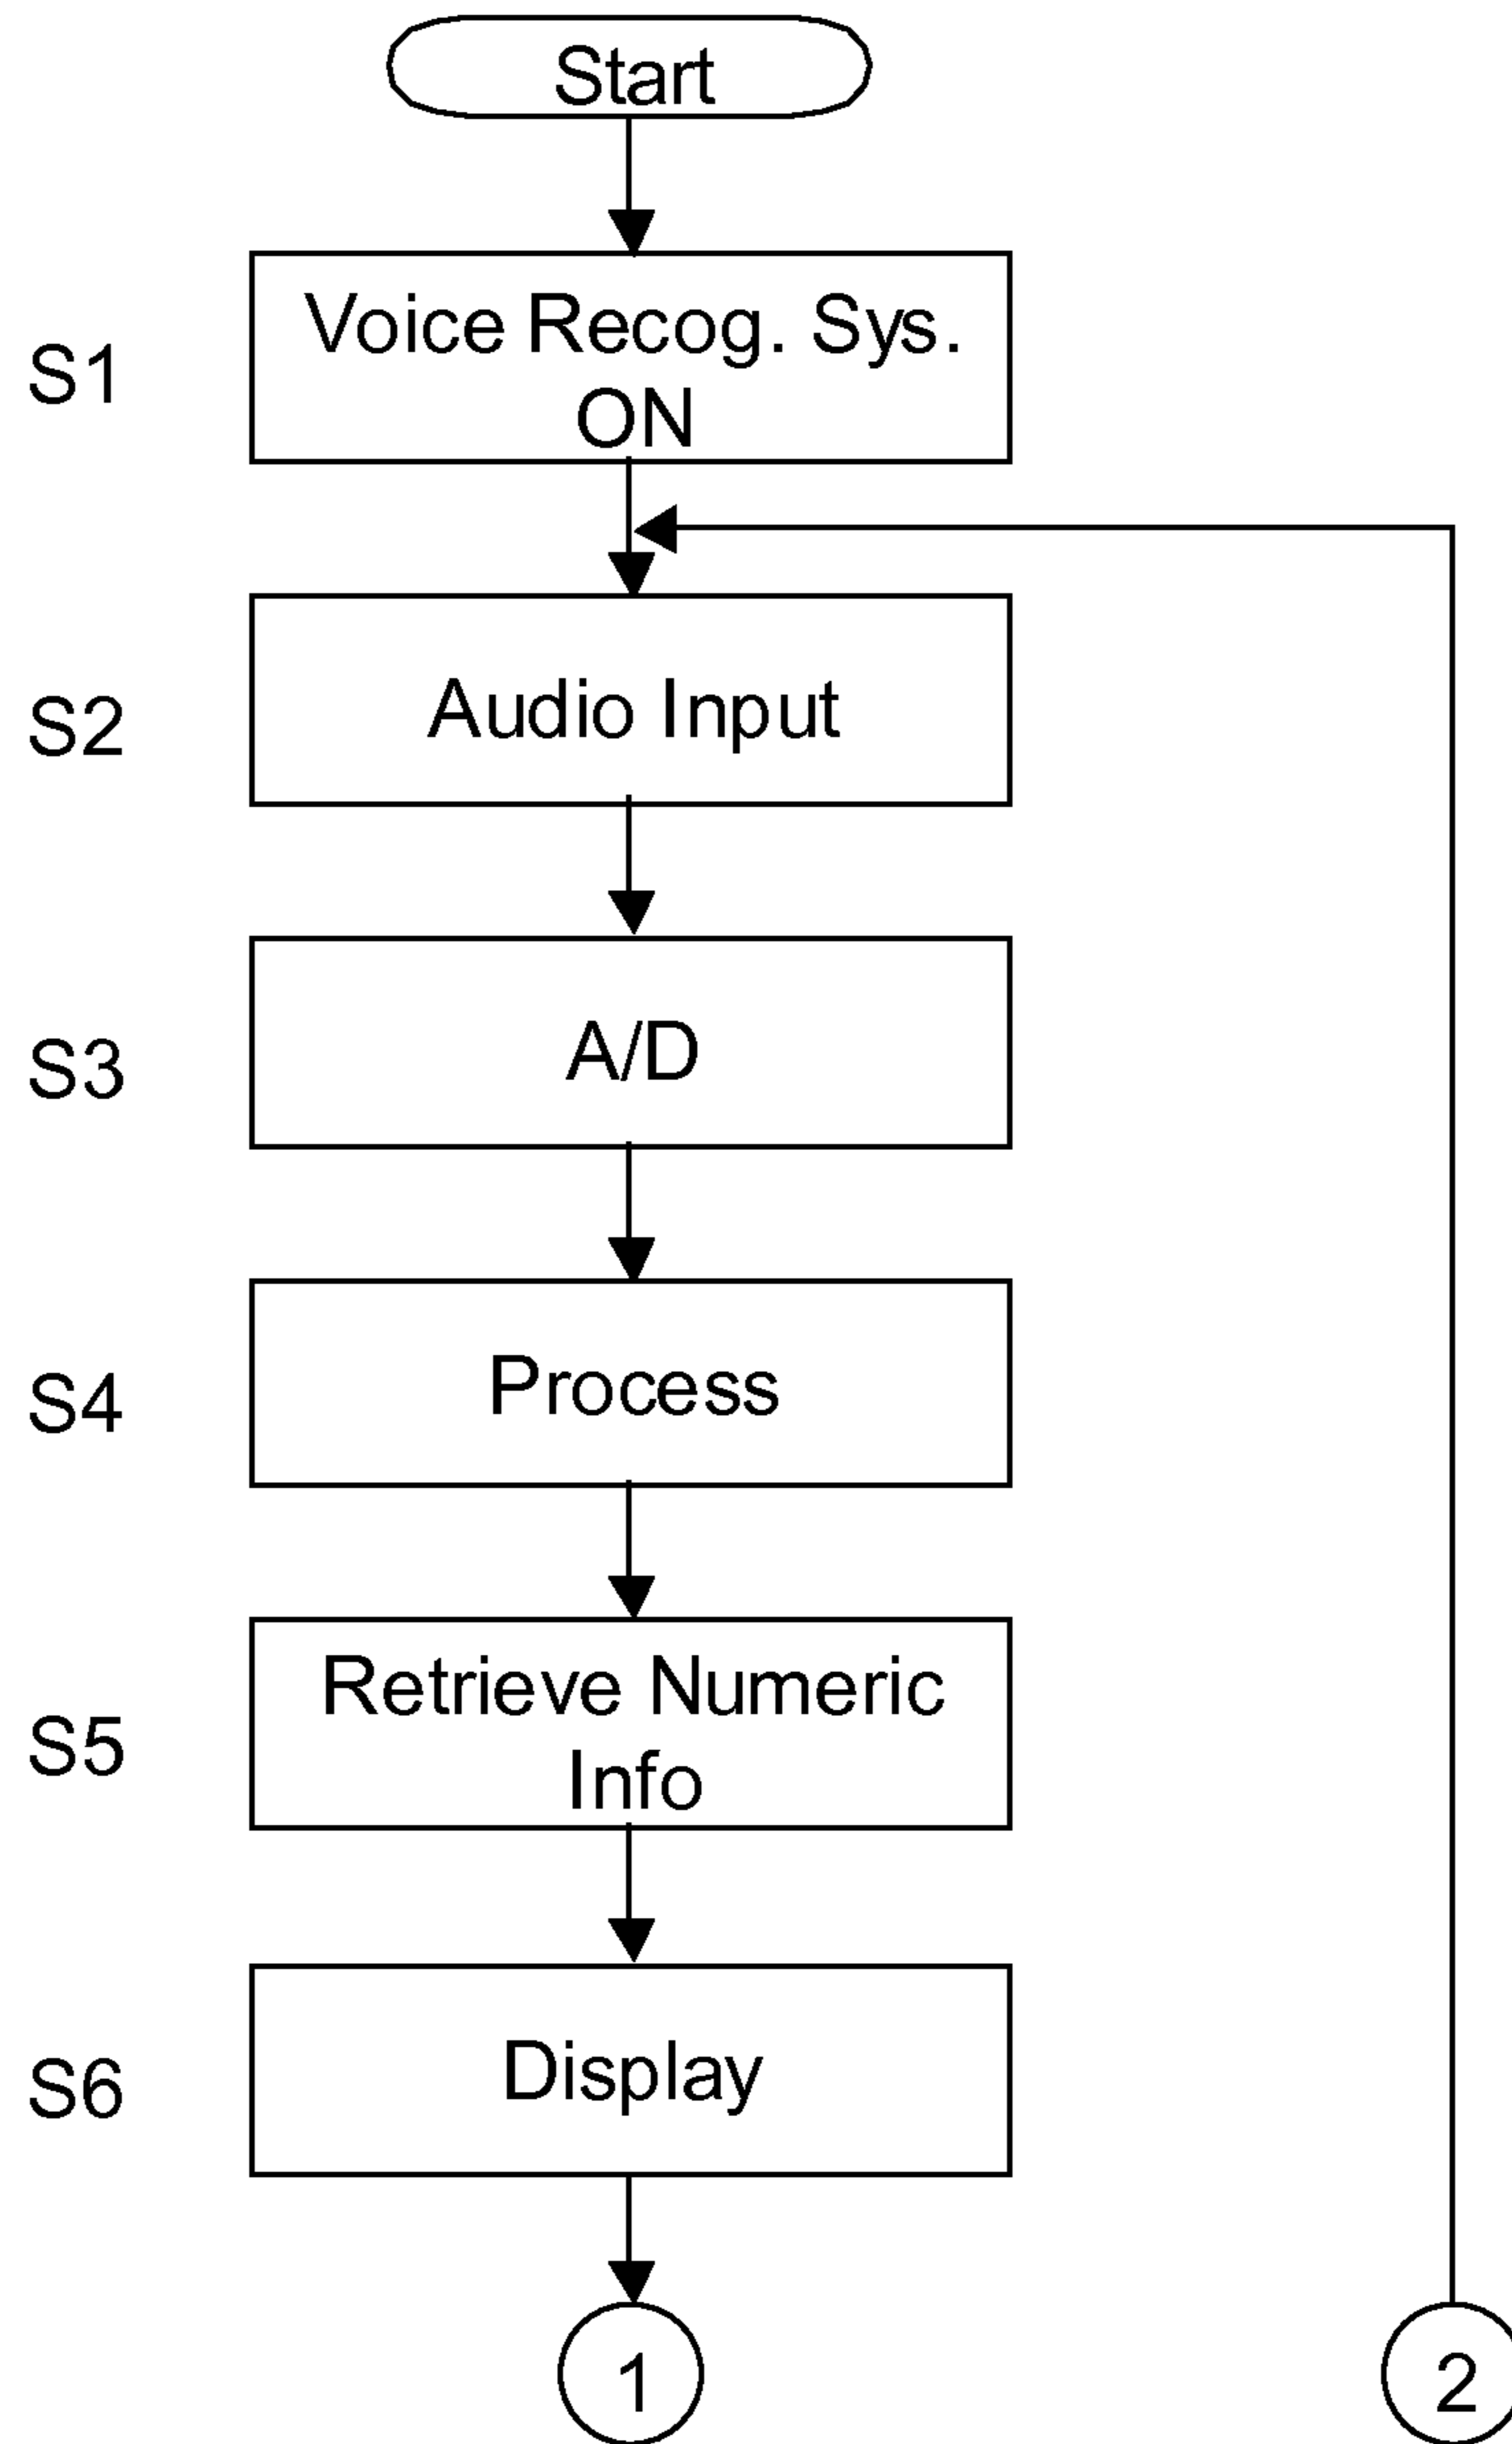 Start
S1
Voice Recog. Sys.
ON
S2
Audio Input
S3
A/D
S4
Process
S5
Retrieve Numeric
Info
S6
Display
1
2